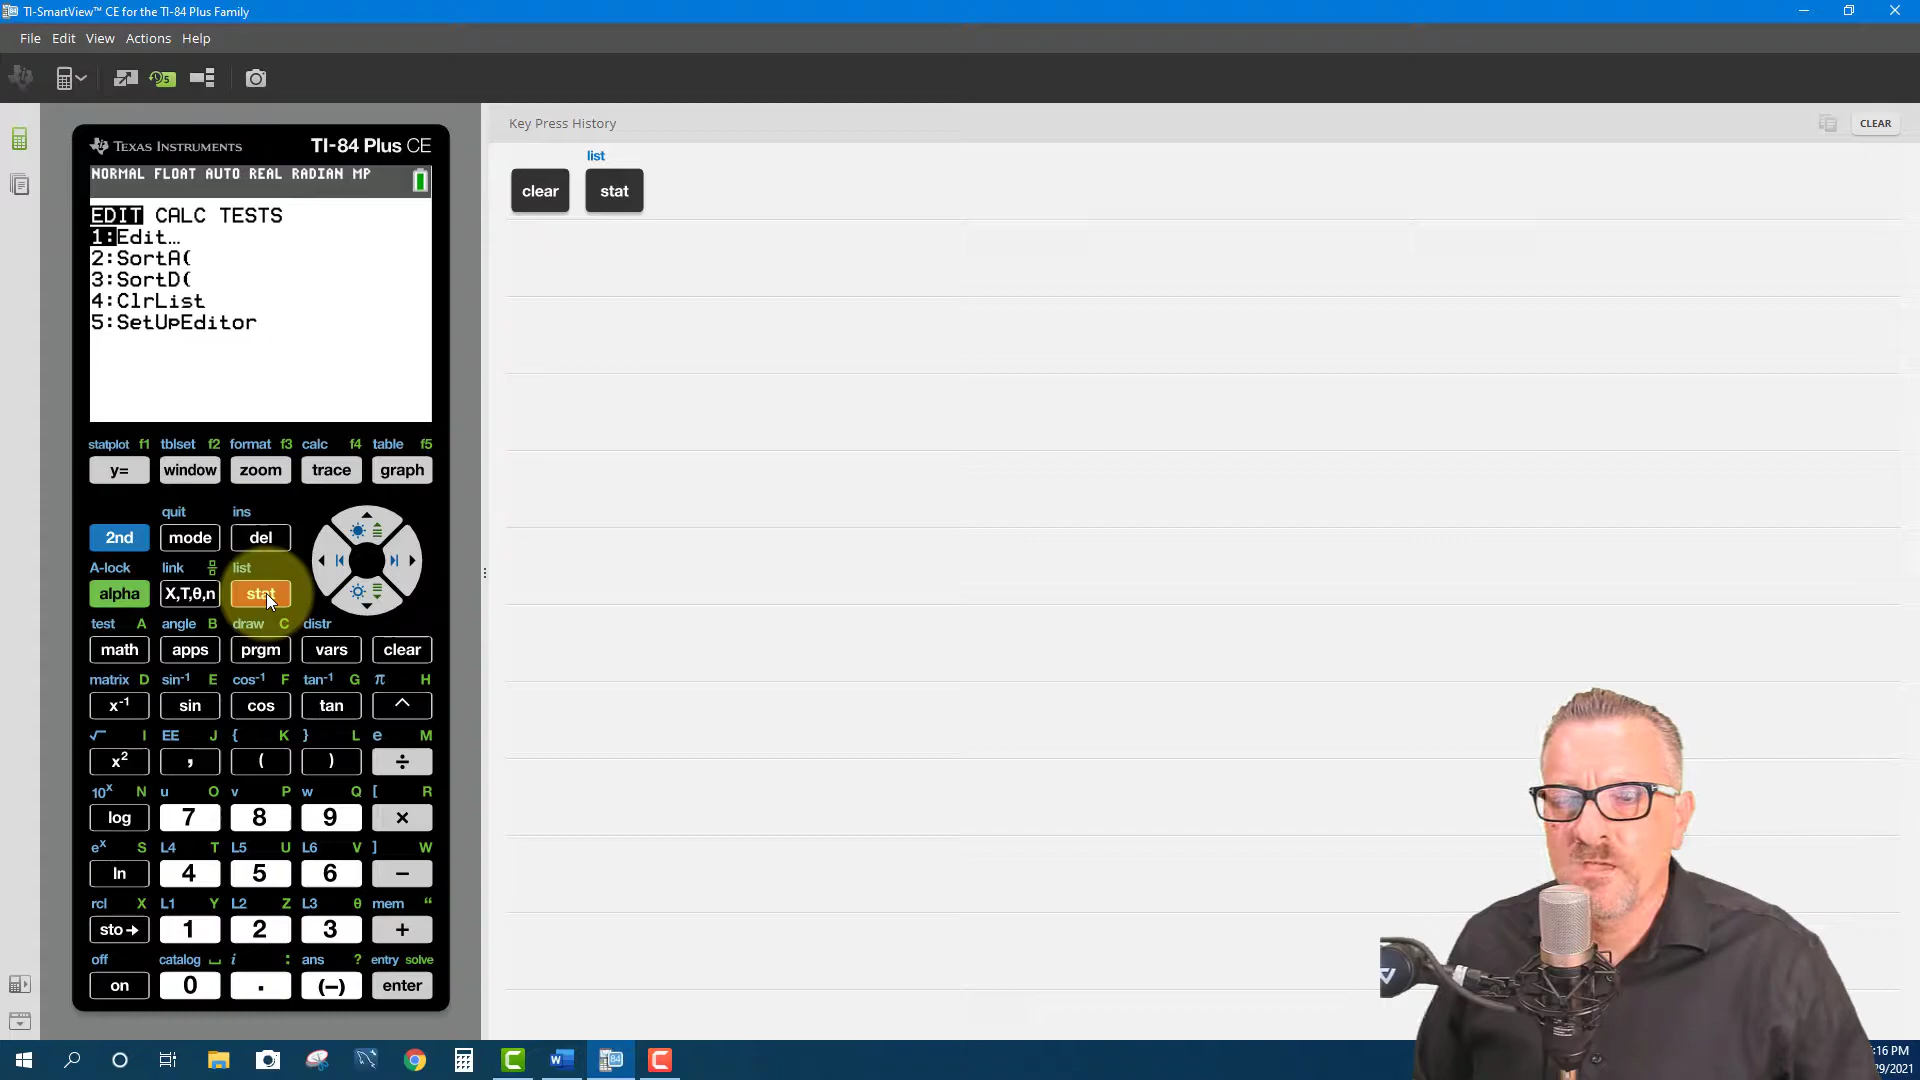 TI-SmartView™ CE for the TI-84 Plus Family
File Edit View Actions Help
Key Press History
CLEAR
list
clear stat
TEXAS INSTRUMENTS TI-84 Plus CE
NORMAL FLOAT AUTO REAL RADIAN MP
EDIT CALC TESTS
1:Edit…
2:SortA(
3:SortD(
4:ClrList
5:SetUpEditor
statplot f1 tblset f2 format f3 calc f4 table f5
y= window zoom trace graph
quit ins
2nd mode del
A-lock link list
alpha X,T,θ,n stat
test A angle B draw C distr
math apps prgm vars clear
matrix D sin⁻¹ E cos⁻¹ F tan⁻¹ G π H
x⁻¹ sin cos tan ^
√ I EE J { K } L e M
x² , ( ) ÷
10ˣ N u O v P w Q [ R
log 7 8 9 ×
eˣ S L4 T L5 U L6 V ] W
ln 4 5 6 −
rcl X L1 Y L2 Z L3 θ mem “
sto→ 1 2 3 +
off catalog ⎵ i : ans ? entry solve
on 0 . (−) enter
:16 PM
/29/2021